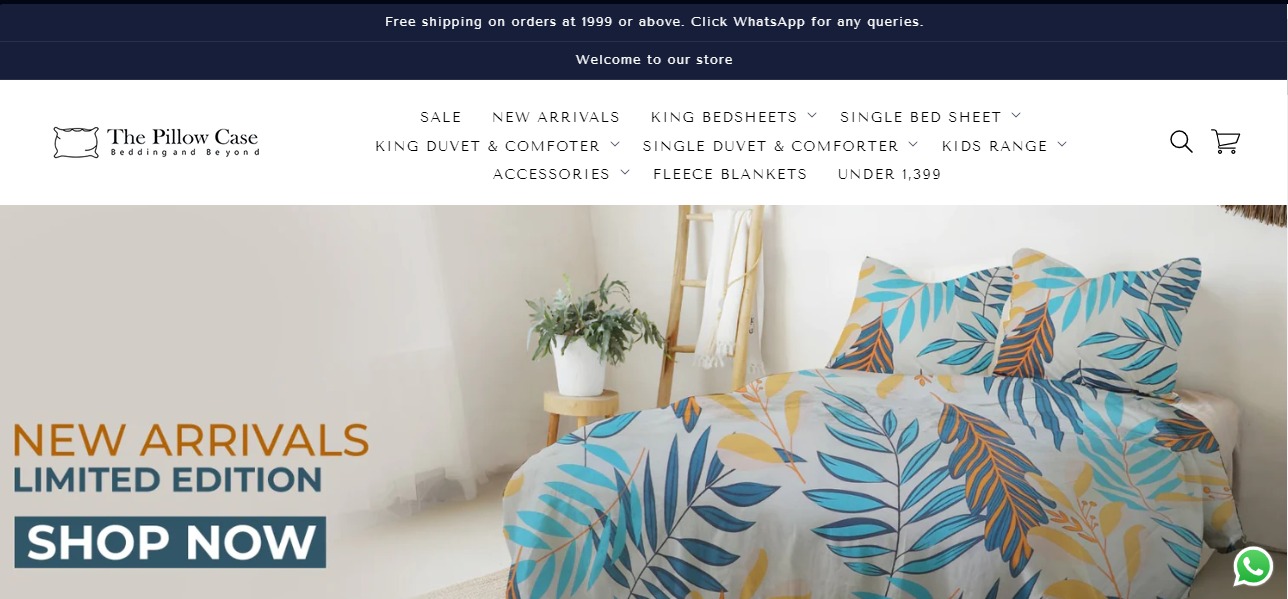 Free shipping on orders at 1999 or above. Click WhatsApp for any queries.
Welcome to our store
The Pillow Case
Bedding and Beyond
SALE NEW ARRIVALS KING BEDSHEETS SINGLE BED SHEET
KING DUVET & COMFOTER SINGLE DUVET & COMFORTER KIDS RANGE
ACCESSORIES FLEECE BLANKETS UNDER 1,399
NEW ARRIVALS
LIMITED EDITION
SHOP NOW